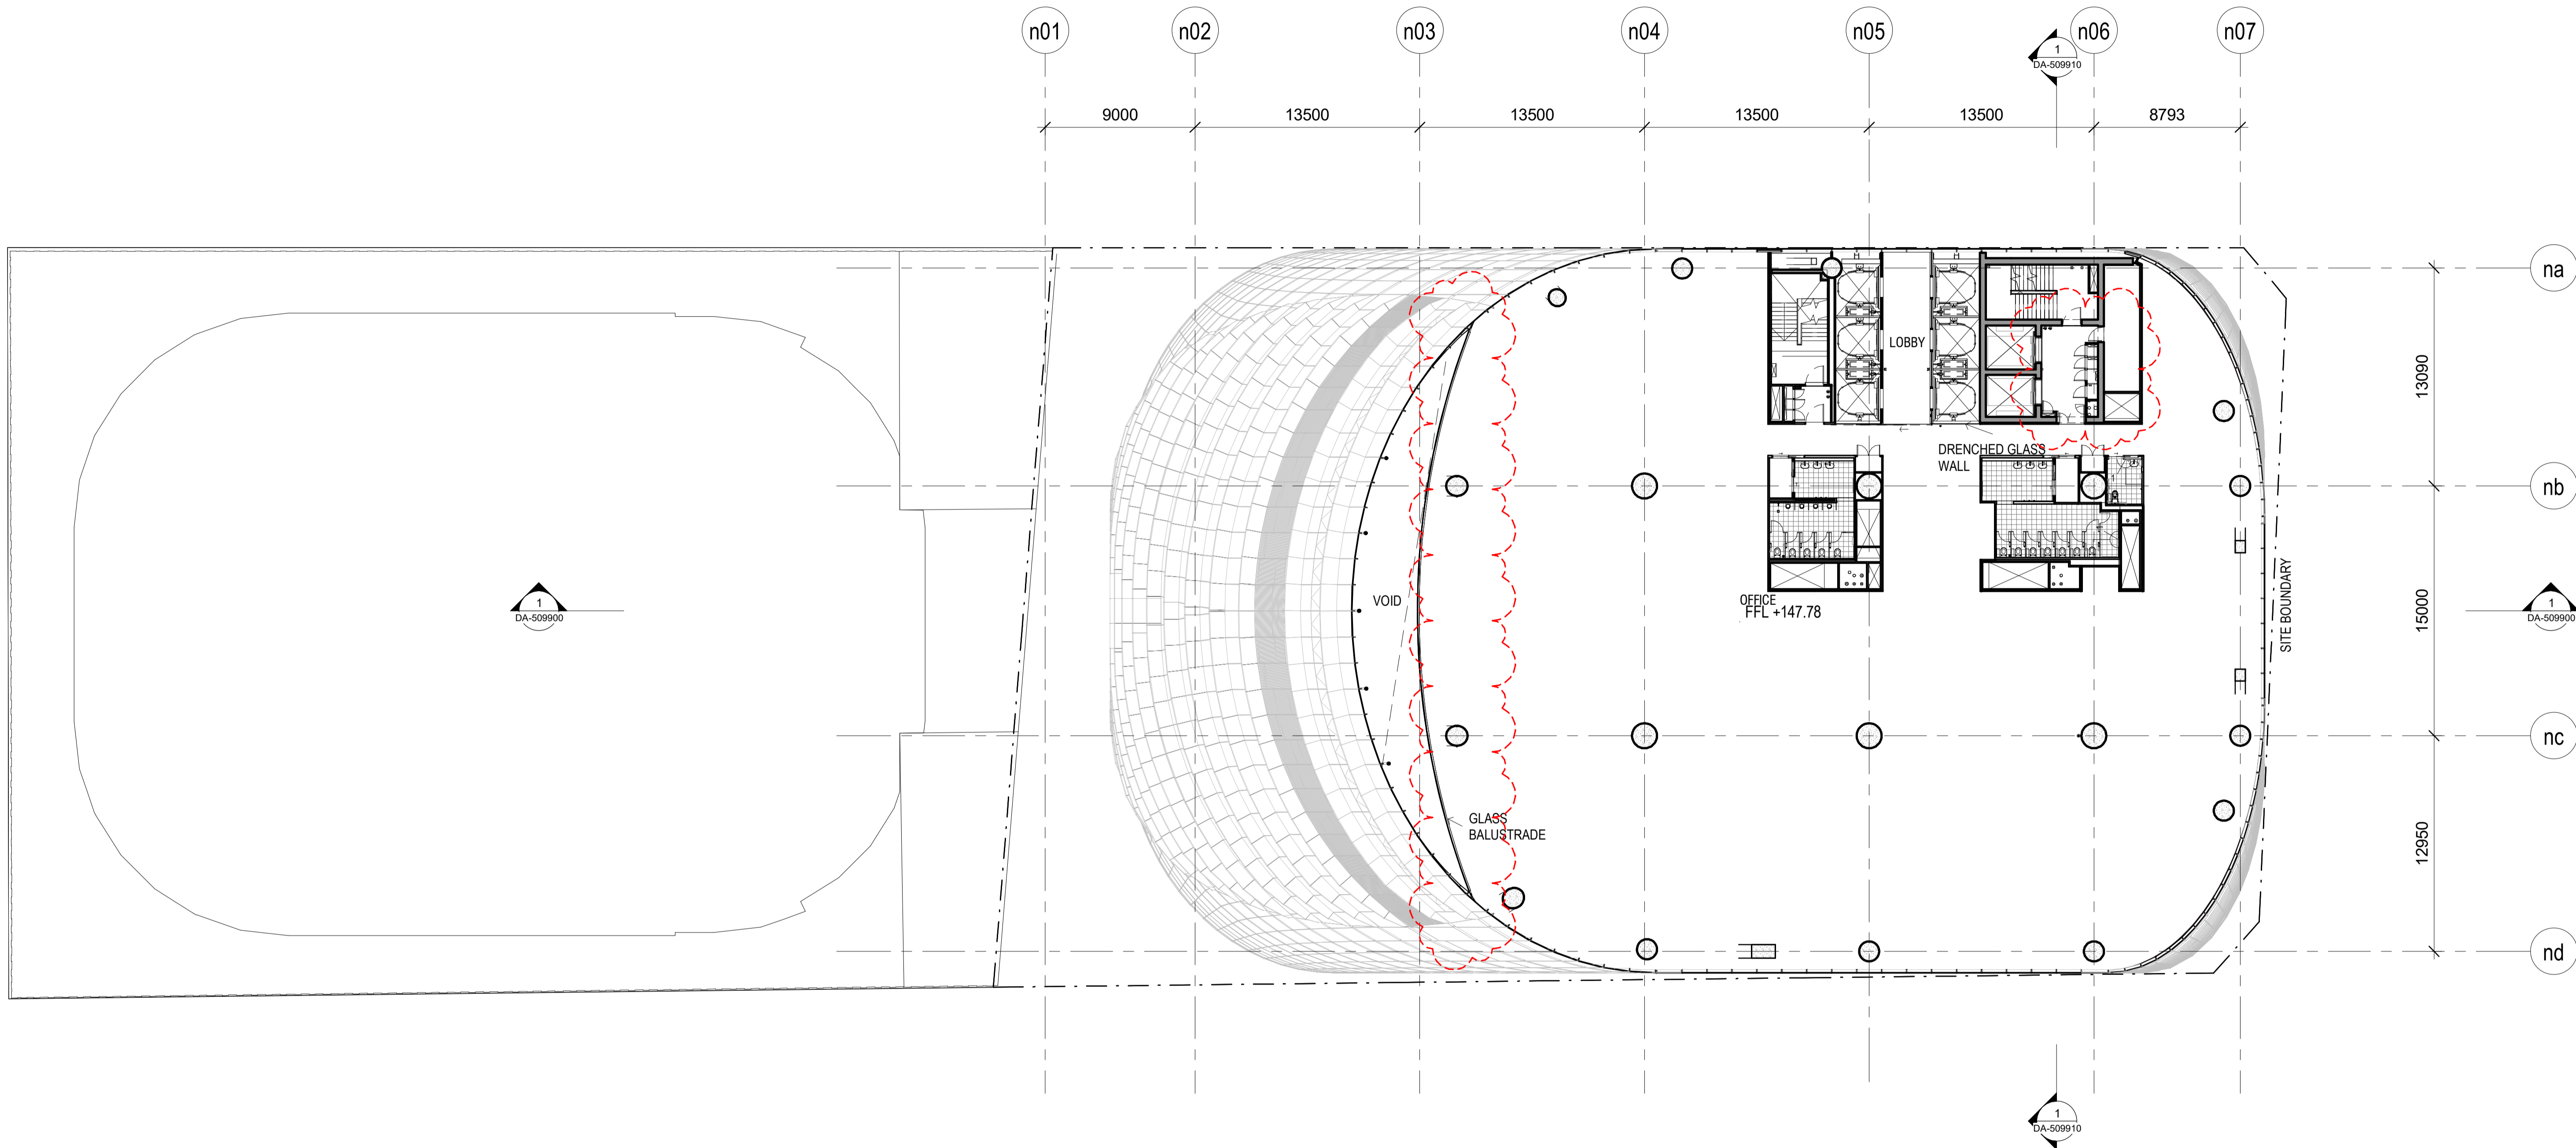 n01 n02 n03 n04 n05 n06 n07
1
DA-509910
9000 13500 13500 13500 13500 8793
na
LOBBY
13090
DRENCHED GLASS
WALL
nb
1
DA-509900
VOID
OFFICE
FFL +147.78
SITE BOUNDARY
15000
1
DA-509900
nc
GLASS
BALUSTRADE
12950
nd
1
DA-509910